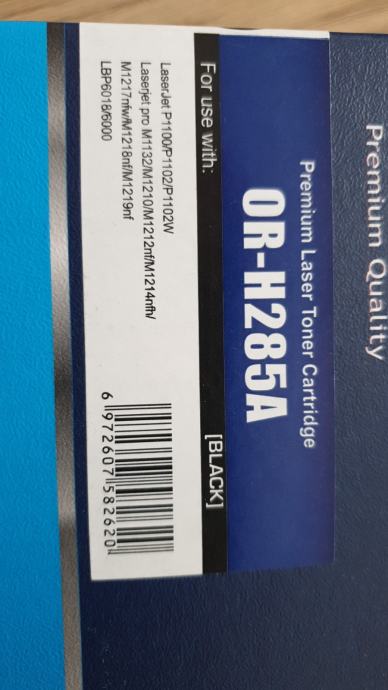 Premium Quality
Premium Laser Toner Cartridge
OR-H285A
For use with:
[BLACK]
LaserJet P1100/P1102/P1102W
Laserjet pro M1132/M1210/M1212nf/M1214nfh/
M1217nfw/M1218nf/M1219nf
LBP6018/6000
6 972607 582620